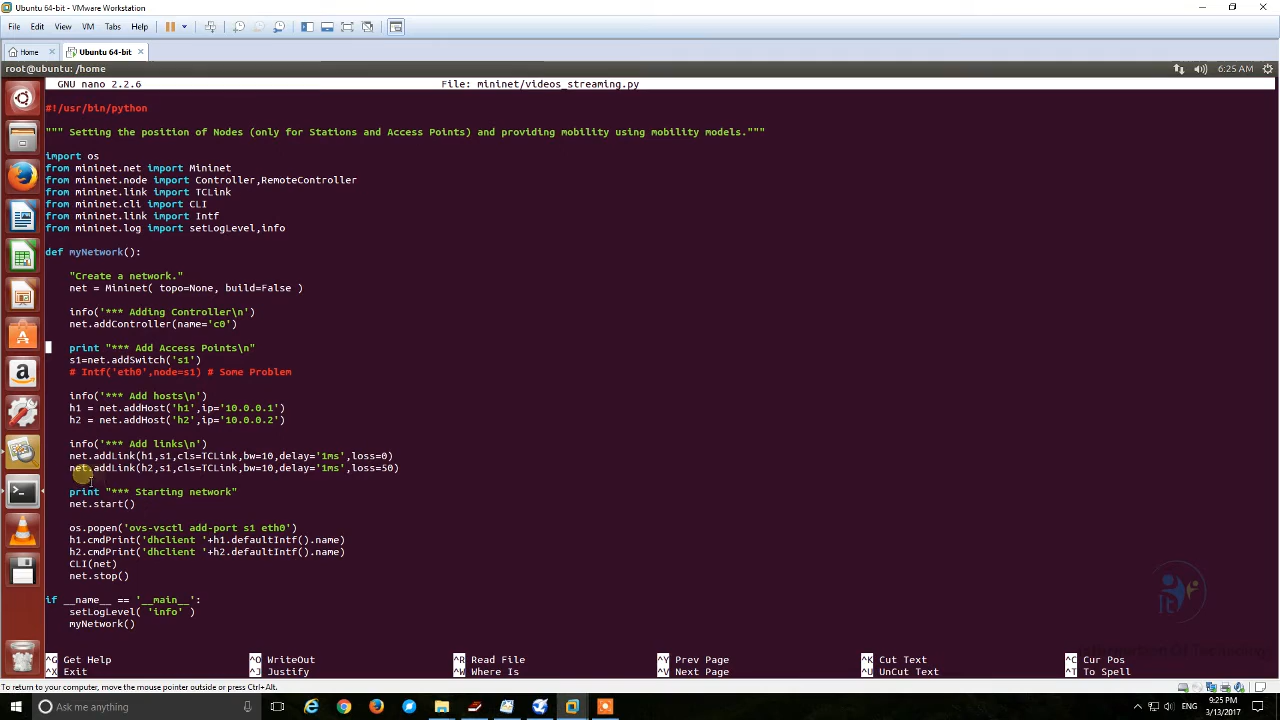 Ubuntu 64-bit - VMware Workstation
File Edit View VM Tabs Help
Home Ubuntu 64-bit
root@ubuntu: /home 6:25 AM
GNU nano 2.2.6 File: mininet/videos_streaming.py
#!/usr/bin/python
""" Setting the position of Nodes (only for Stations and Access Points) and providing mobility using mobility models."""
import os
from mininet.net import Mininet
from mininet.node import Controller,RemoteController
from mininet.link import TCLink
from mininet.cli import CLI
from mininet.link import Intf
from mininet.log import setLogLevel,info
def myNetwork():
"Create a network."
net = Mininet( topo=None, build=False )
info('*** Adding Controller\n')
net.addController(name='c0')
print "*** Add Access Points\n"
s1=net.addSwitch('s1')
# Intf('eth0',node=s1) # Some Problem
info('*** Add hosts\n')
h1 = net.addHost('h1',ip='10.0.0.1')
h2 = net.addHost('h2',ip='10.0.0.2')
info('*** Add links\n')
net.addLink(h1,s1,cls=TCLink,bw=10,delay='1ms',loss=0)
net.addLink(h2,s1,cls=TCLink,bw=10,delay='1ms',loss=50)
print "*** Starting network"
net.start()
os.popen('ovs-vsctl add-port s1 eth0')
h1.cmdPrint('dhclient '+h1.defaultIntf().name)
h2.cmdPrint('dhclient '+h2.defaultIntf().name)
CLI(net)
net.stop()
if __name__ == '__main__':
setLogLevel( 'info' )
myNetwork()
^G Get Help ^O WriteOut ^R Read File ^Y Prev Page ^K Cut Text ^C Cur Pos
^X Exit ^J Justify ^W Where Is ^V Next Page ^U UnCut Text ^T To Spell
To return to your computer, move the mouse pointer outside or press Ctrl+Alt.
Ask me anything ENG 9:25 PM
3/13/2017